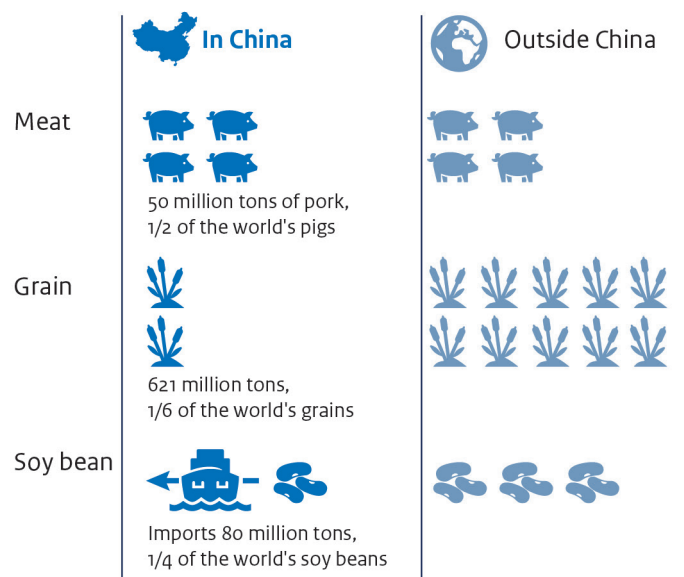 In China
Outside China
Meat
50 million tons of pork,
1/2 of the world's pigs
Grain
621 million tons,
1/6 of the world's grains
Soy bean
Imports 80 million tons,
1/4 of the world's soy beans